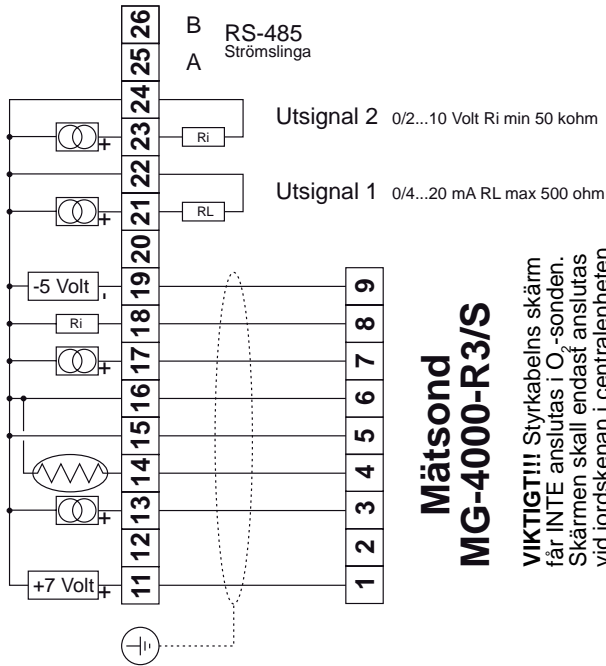 26
25
24
23
22
21
20
19
18
17
16
15
14
13
12
11
B
A
RS-485
Strömslinga
+
Ri
Utsignal 2 0/2...10 Volt Ri min 50 kohm
+
RL
Utsignal 1 0/4...20 mA RL max 500 ohm
-5 Volt
-
Ri
+
+
+7 Volt
+
9
8
7
6
5
4
3
2
1
Mätsond
MG-4000-R3/S
VIKTIGT!!! Styrkabelns skärm
får INTE anslutas i O2-sonden.
Skärmen skall endast anslutas
vid jordskenan i centralenheten